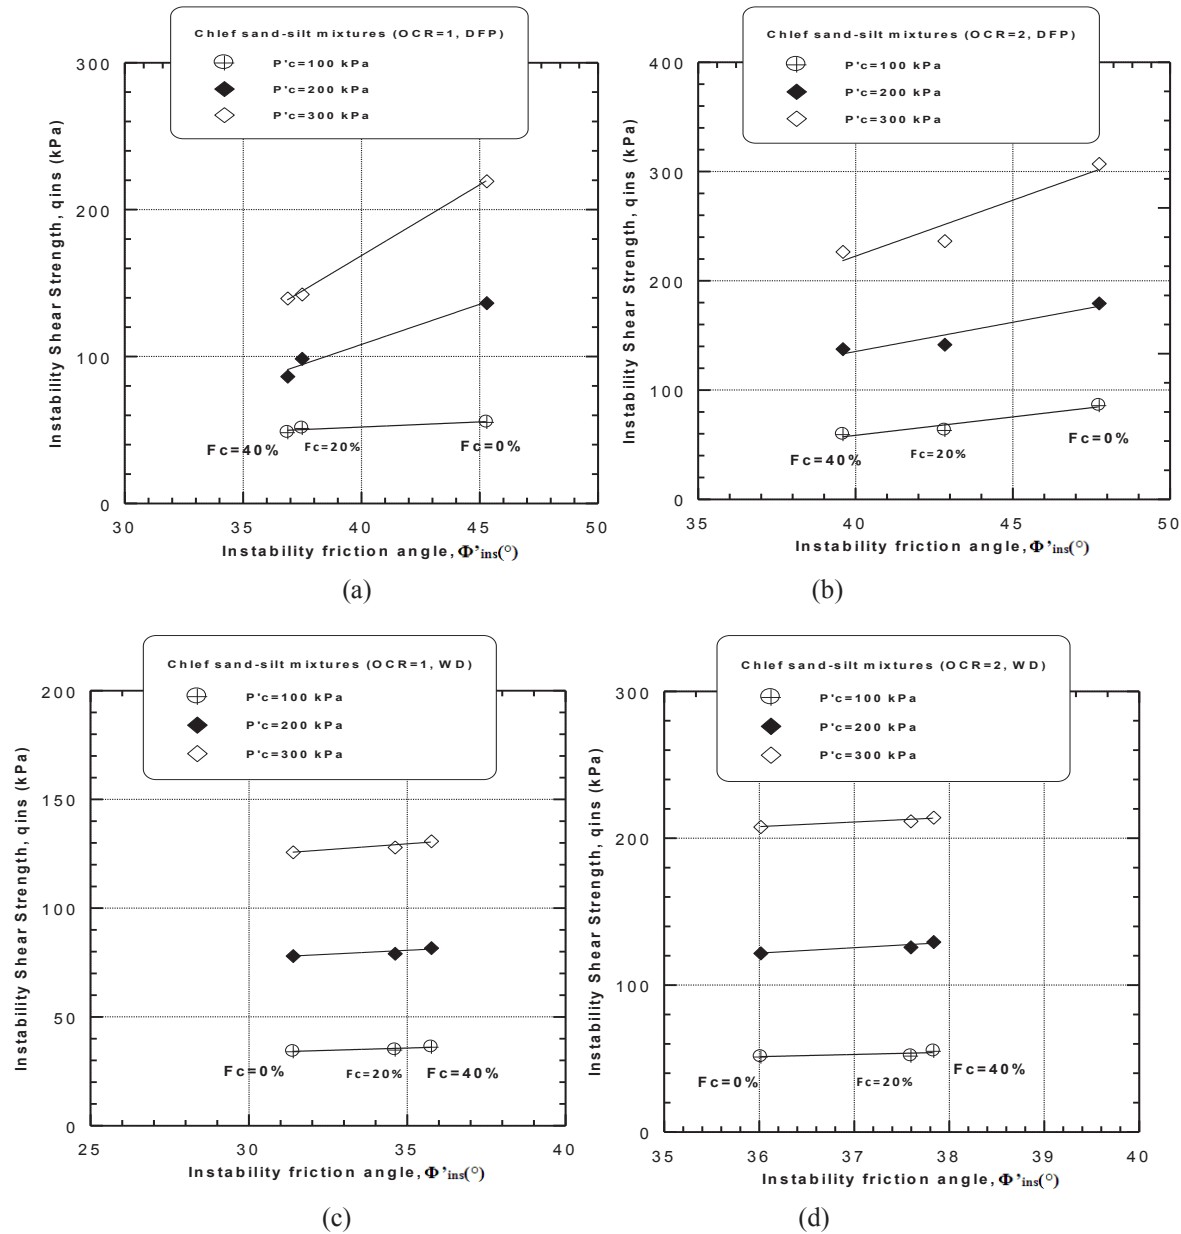 Chlef sand-silt mixtures (OCR=1, DFP)
P'c=100 kPa
P'c=200 kPa
P'c=300 kPa
Instability Shear Strength, qins (kPa)
300
200
100
0
Fc=40%
Fc=20%
Fc=0%
30 35 40 45 50
Instability friction angle, Φ’ins(°)
(a)
Chlef sand-silt mixtures (OCR=2, DFP)
P'c=100 kPa
P'c=200 kPa
P'c=300 kPa
Instability Shear Strength, qins (kPa)
400
300
200
100
0
Fc=40%
Fc=20%
Fc=0%
35 40 45 50
Instability friction angle, Φ’ins(°)
(b)
Chlef sand-silt mixtures (OCR=1, WD)
P'c=100 kPa
P'c=200 kPa
P'c=300 kPa
Instability Shear Strength, qins (kPa)
200
150
100
50
0
Fc=0%
Fc=20%
Fc=40%
25 30 35 40
Instability friction angle, Φ’ins(°)
(c)
Chlef sand-silt mixtures (OCR=2, WD)
P'c=100 kPa
P'c=200 kPa
P'c=300 kPa
Instability Shear Strength, qins (kPa)
300
200
100
0
Fc=0%
Fc=20%
Fc=40%
35 36 37 38 39 40
Instability friction angle, Φ’ins(°)
(d)